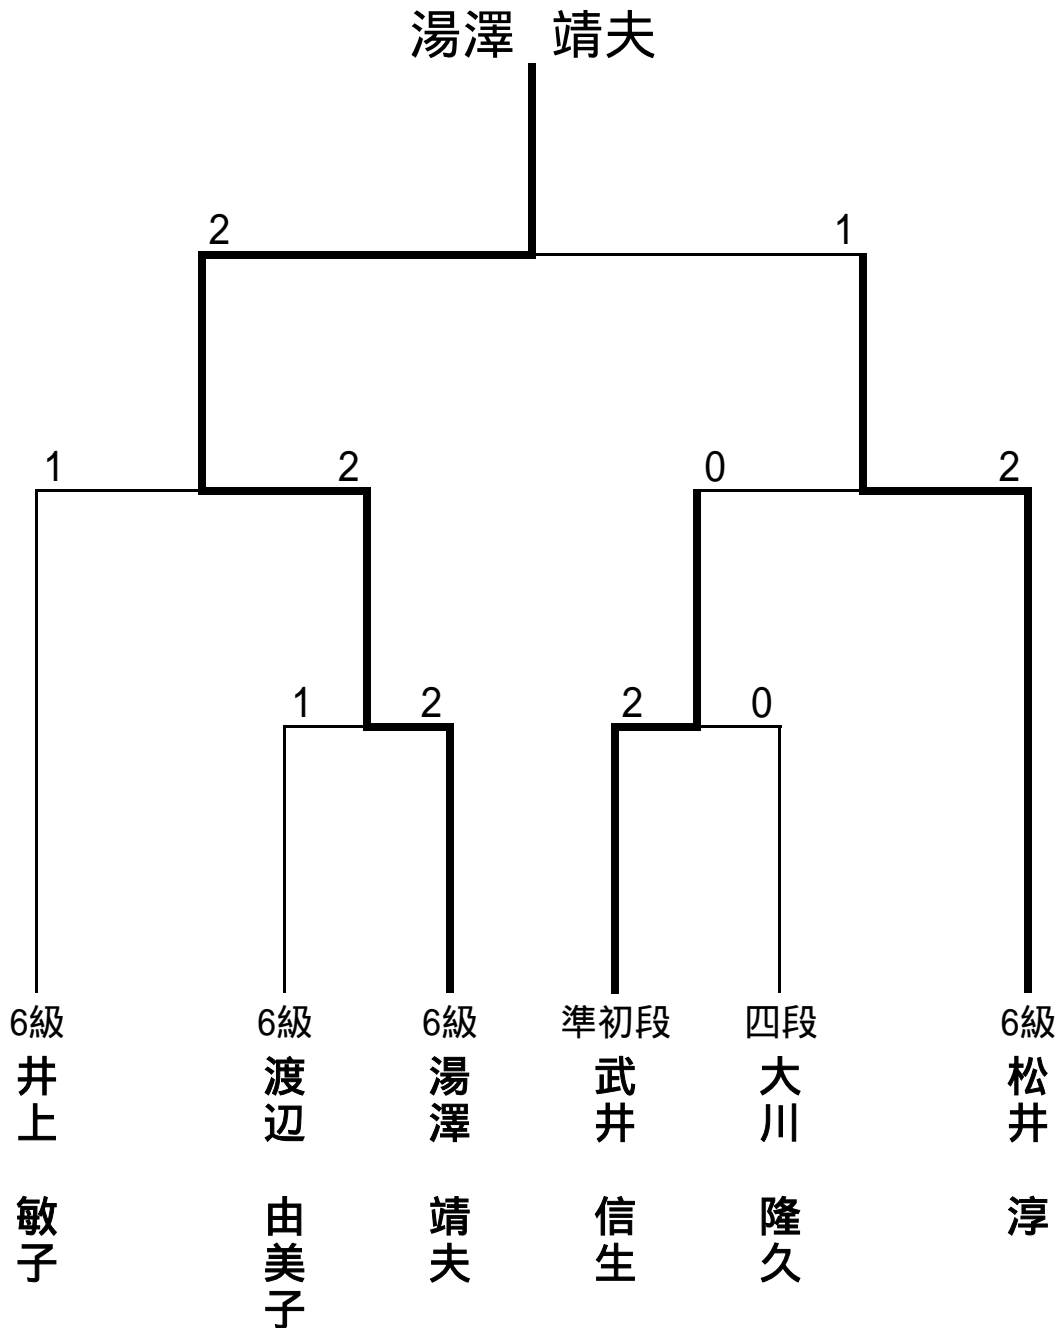 湯澤 靖夫
2 1
1 2 0 2
1 2 2 0
6級 6級 6級 準初段 四段 6級
井上 敏子
渡辺 由美子
湯澤 靖夫
武井 信生
大川 隆久
松井 淳